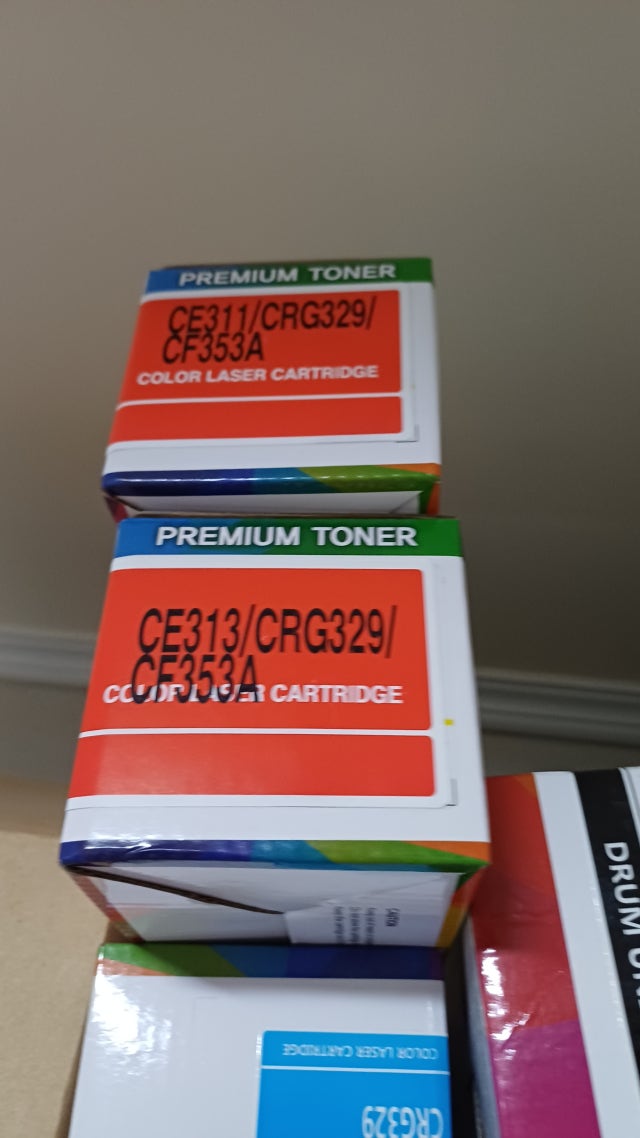 PREMIUM TONER
CE311/CRG329/
CF353A
COLOR LASER CARTRIDGE
PREMIUM TONER
CE313/CRG329/
CF353A
COLOR LASER CARTRIDGE
CAUTION
COLOR LASER CARTRIDGE
CRG329
DRUM